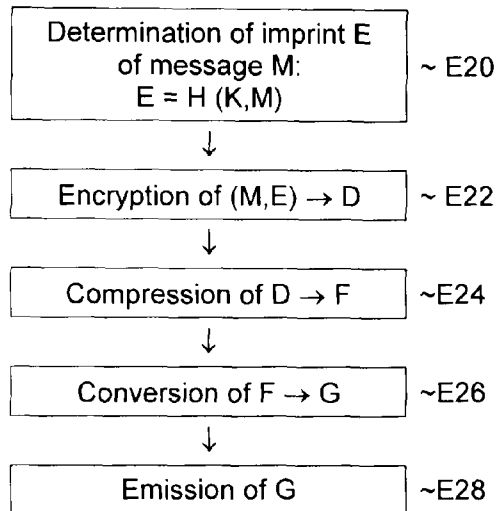 Determination of imprint E
of message M:
E = H (K,M)
~ E20
↓
Encryption of (M,E) → D
~ E22
↓
Compression of D → F
~E24
↓
Conversion of F → G
~E26
↓
Emission of G
~E28